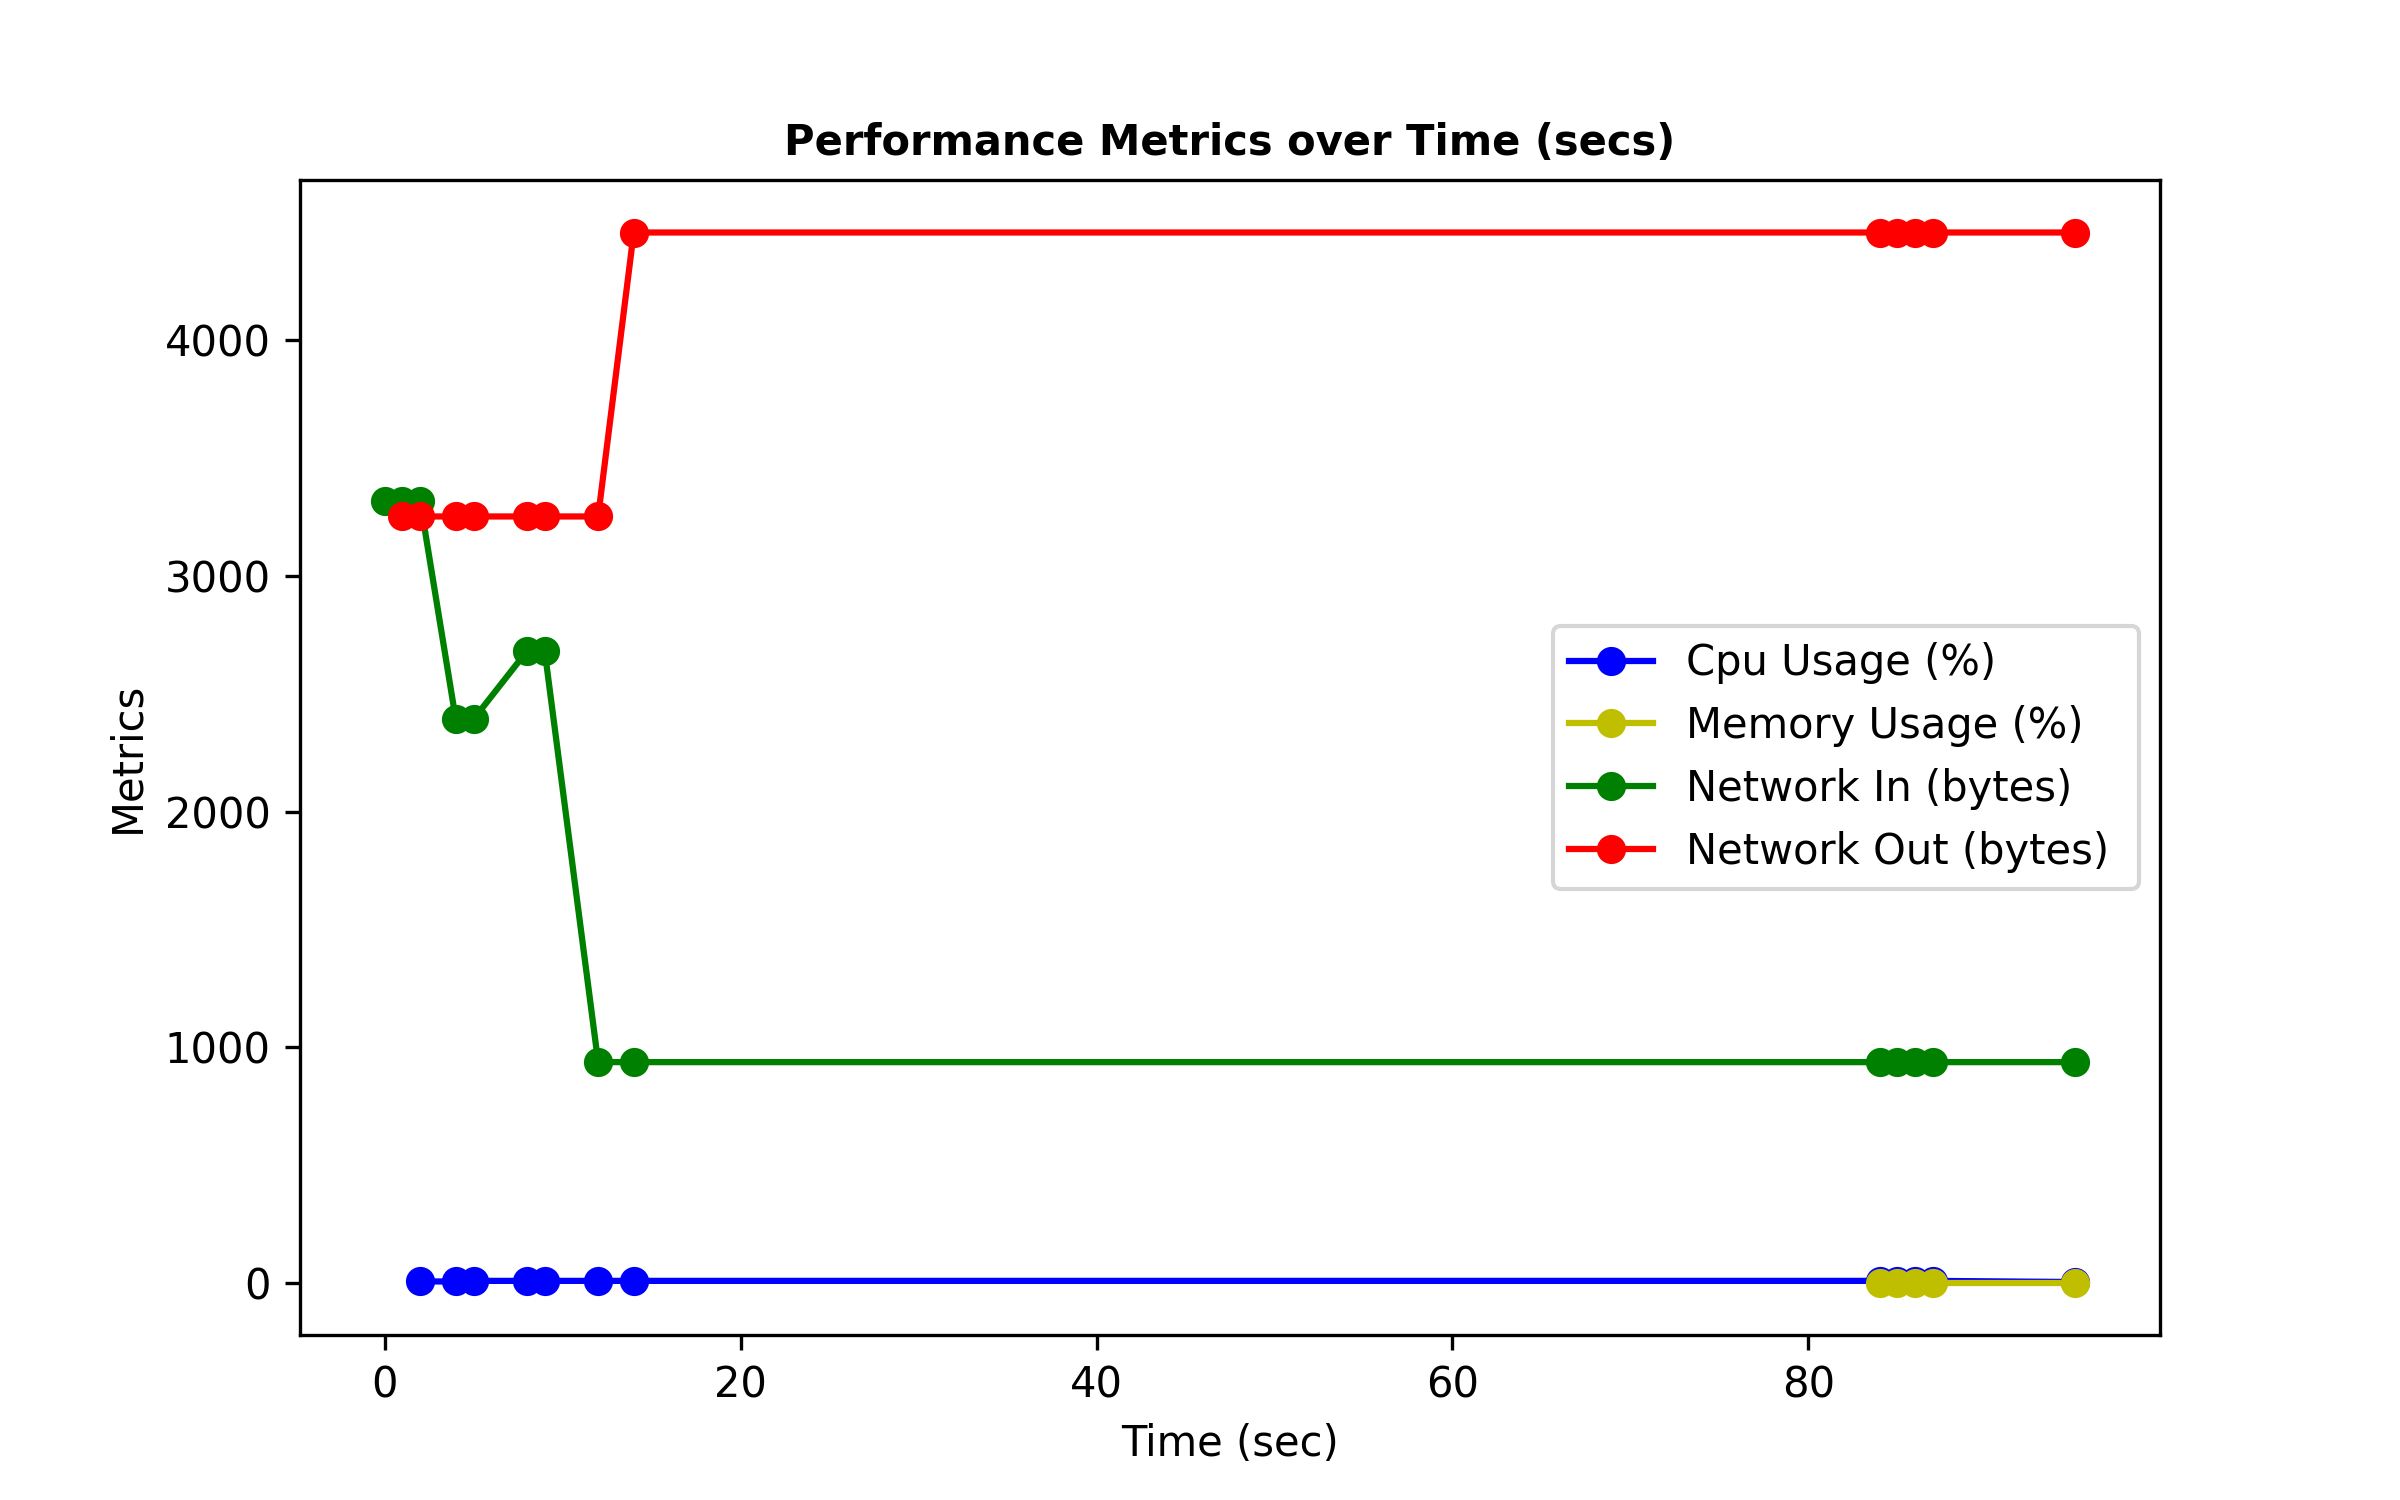 Performance Metrics over Time (secs)
4000
3000
2000
1000
0
Metrics
Cpu Usage (%)
Memory Usage (%)
Network In (bytes)
Network Out (bytes)
0 20 40 60 80
Time (sec)